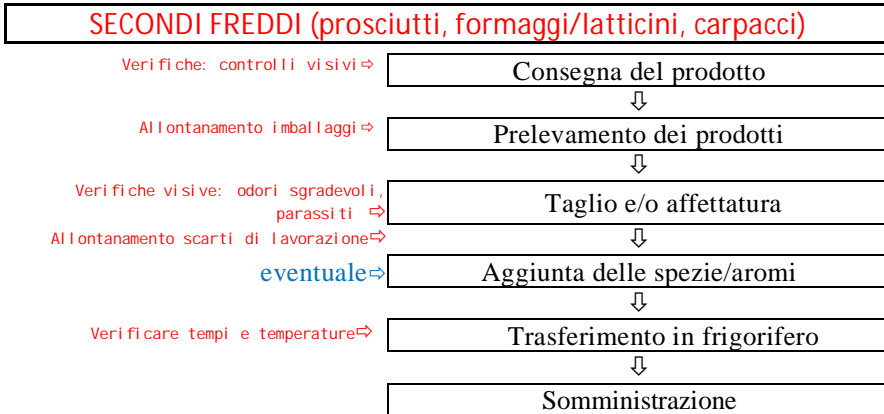 SECONDI FREDDI (prosciutti, formaggi/latticini, carpacci)
Verifiche: controlli visivi⇨
Consegna del prodotto
⇩
Allontanamento imballaggi⇨
Prelevamento dei prodotti
⇩
Verifiche visive: odori sgradevoli,
parassiti ⇨
Taglio e/o affettatura
Allontanamento scarti di lavorazione⇨
⇩
eventuale⇨
Aggiunta delle spezie/aromi
⇩
Verificare tempi e temperature⇨
Trasferimento in frigorifero
⇩
Somministrazione